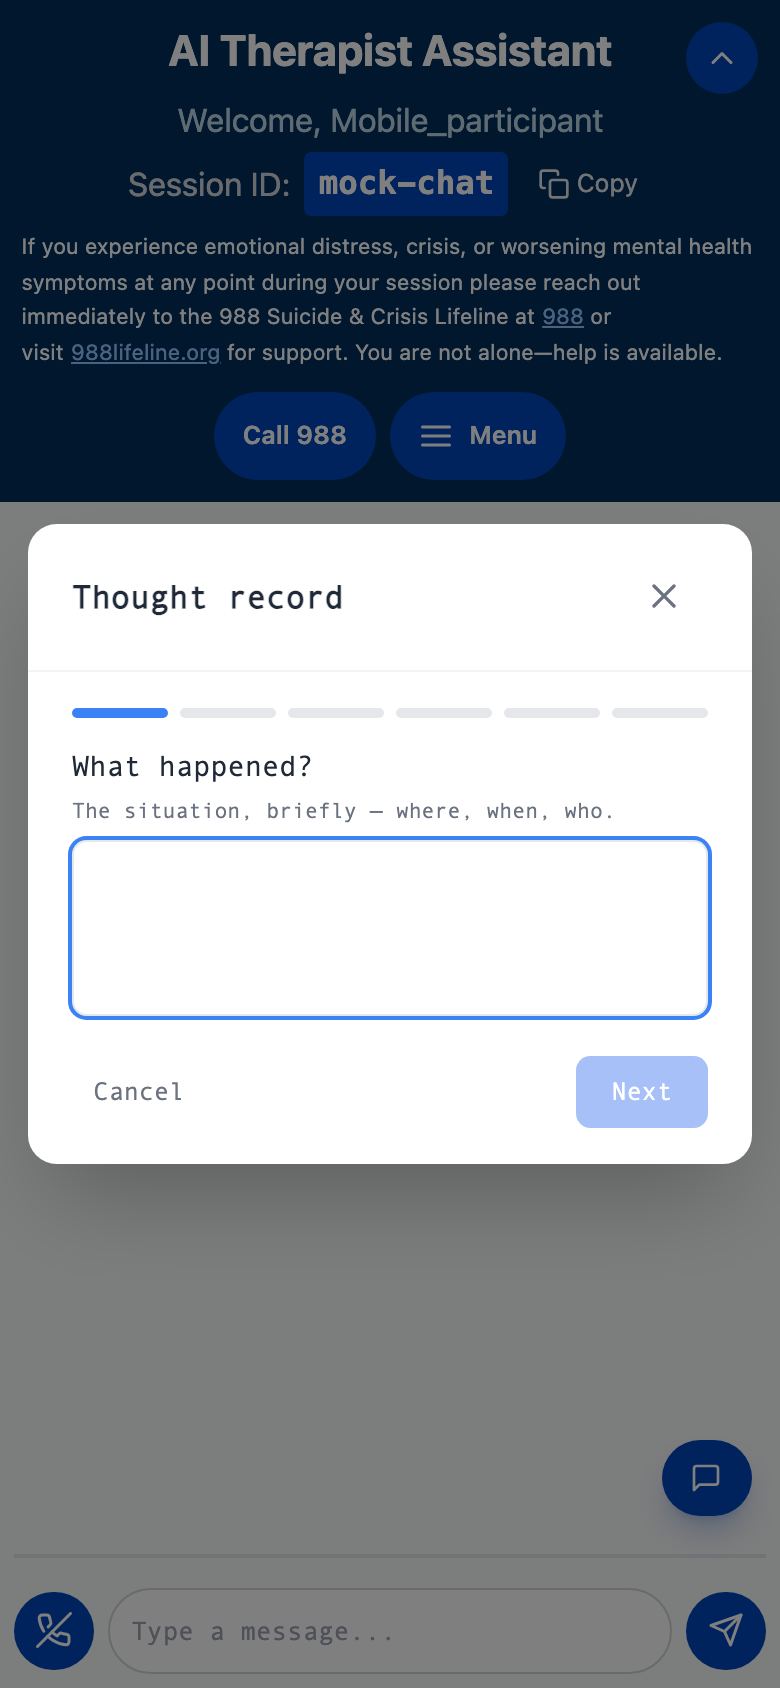 AI Therapist Assistant
Welcome, Mobile_participant
Session ID: mock-chat Copy
If you experience emotional distress, crisis, or worsening mental health
symptoms at any point during your session please reach out
immediately to the 988 Suicide & Crisis Lifeline at 988 or
visit 988lifeline.org for support. You are not alone—help is available.
Call 988 Menu
Thought record
What happened?
The situation, briefly — where, when, who.
Cancel Next
Type a message...